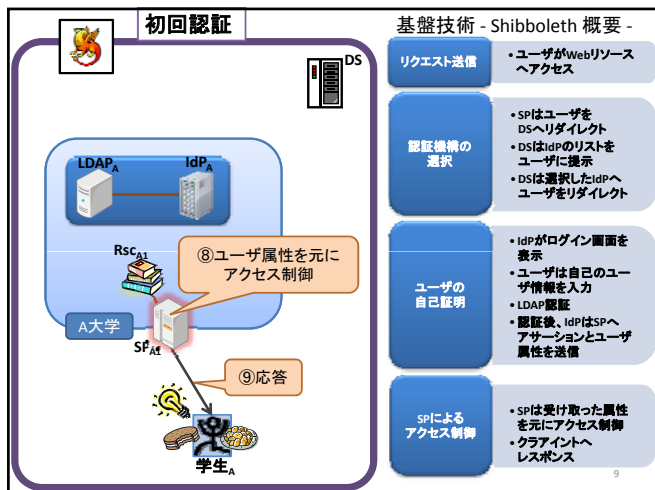 初回認証
DS
LDAPA
IdPA
RscA1
⑧ユーザ属性を元に
アクセス制御
A大学
SPA1
⑨応答
学生A
基盤技術 - Shibboleth 概要 -
リクエスト送信
• ユーザがWebリソース
へアクセス
認証機構の
選択
• SPはユーザを
DSへリダイレクト
• DSはIdPのリストを
ユーザに提示
• DSは選択したIdPへ
ユーザをリダイレクト
ユーザの
自己証明
• IdPがログイン画面を
表示
• ユーザは自己のユー
ザ情報を入力
• LDAP認証
• 認証後、IdPはSPへ
アサーションとユーザ
属性を送信
SPによる
アクセス制御
• SPは受け取った属性
を元にアクセス制御
• クラアイントへ
レスポンス
9